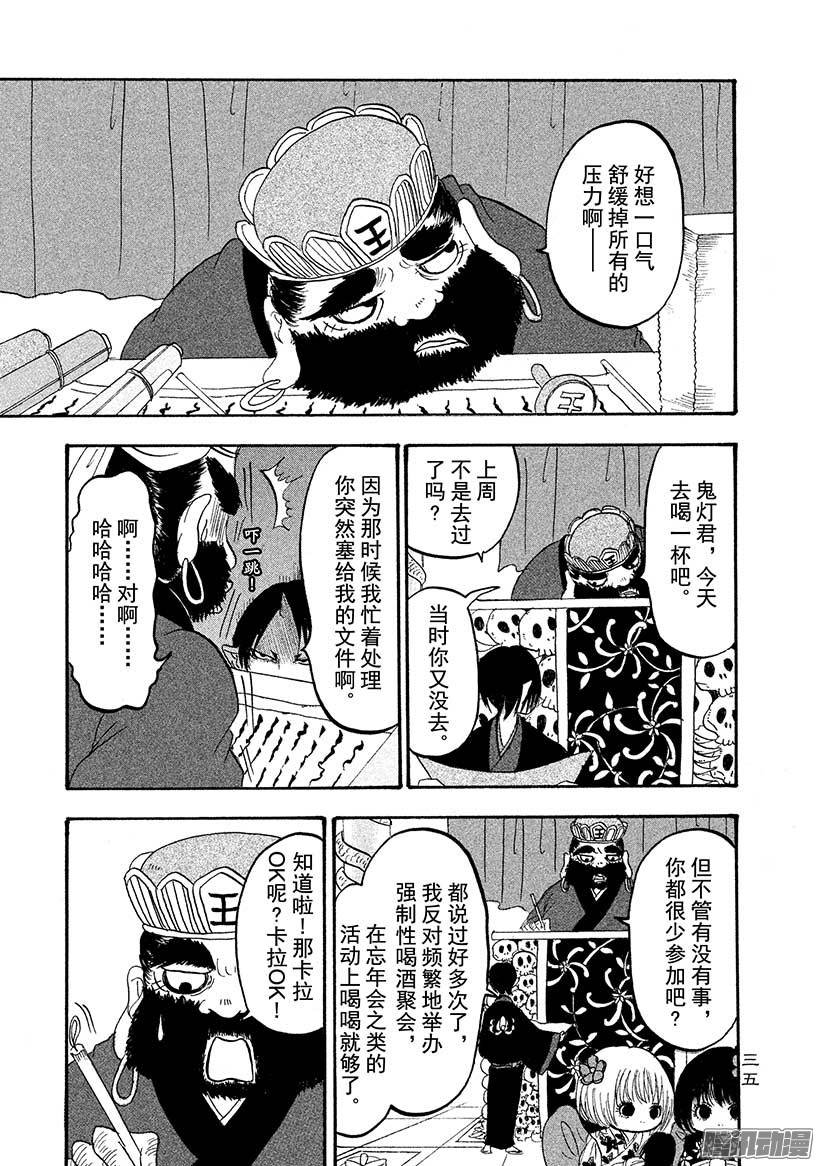 好想一口气
舒缓掉所有的
压力啊——
王
王
鬼灯君，今天
去喝一杯吧。
上周
不是去过
了吗？
当时你又没去。
因为那时候我忙着处理
你突然塞给我的文件啊。
吓一跳！
啊……对啊……
哈哈哈哈……
但不管有没有事，
你都很少参加吧？
王
都说过好多次了，
我反对频繁地举办
强制性喝酒聚会，
在忘年会之类的
活动上喝喝就够了。
知道啦！那卡拉
OK呢？卡拉OK！
王
三五
腾讯动漫